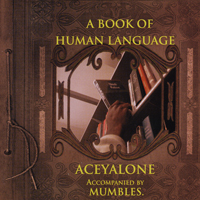 A BOOK OF
HUMAN LANGUAGE
ACEYALONE
ACCOMPANIED BY
MUMBLES.